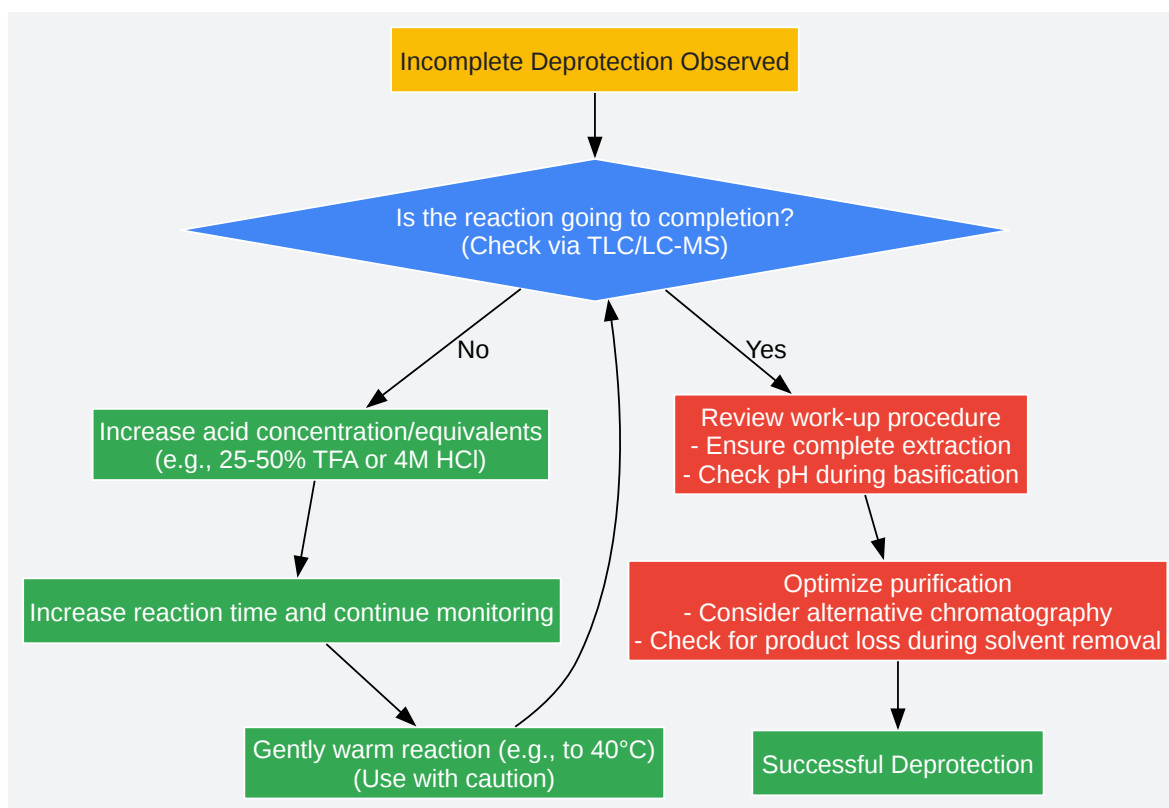 Incomplete Deprotection Observed
Is the reaction going to completion?
(Check via TLC/LC-MS)
No
Yes
Increase acid concentration/equivalents
(e.g., 25-50% TFA or 4M HCl)
Review work-up procedure
- Ensure complete extraction
- Check pH during basification
Increase reaction time and continue monitoring
Optimize purification
- Consider alternative chromatography
- Check for product loss during solvent removal
Gently warm reaction (e.g., to 40°C)
(Use with caution)
Successful Deprotection